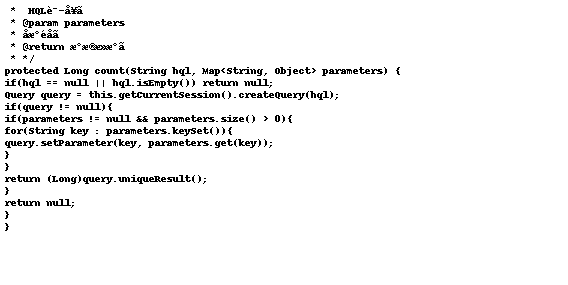 * HQLè¯­å¥ã
* @param parameters
* åæ°éåã
* @return æ°æ®æ»æ°ã
* */
protected Long count(String hql, Map<String, Object> parameters) {
if(hql == null || hql.isEmpty()) return null;
Query query = this.getCurrentSession().createQuery(hql);
if(query != null){
if(parameters != null && parameters.size() > 0){
for(String key : parameters.keySet()){
query.setParameter(key, parameters.get(key));
}
}
return (Long)query.uniqueResult();
}
return null;
}
}